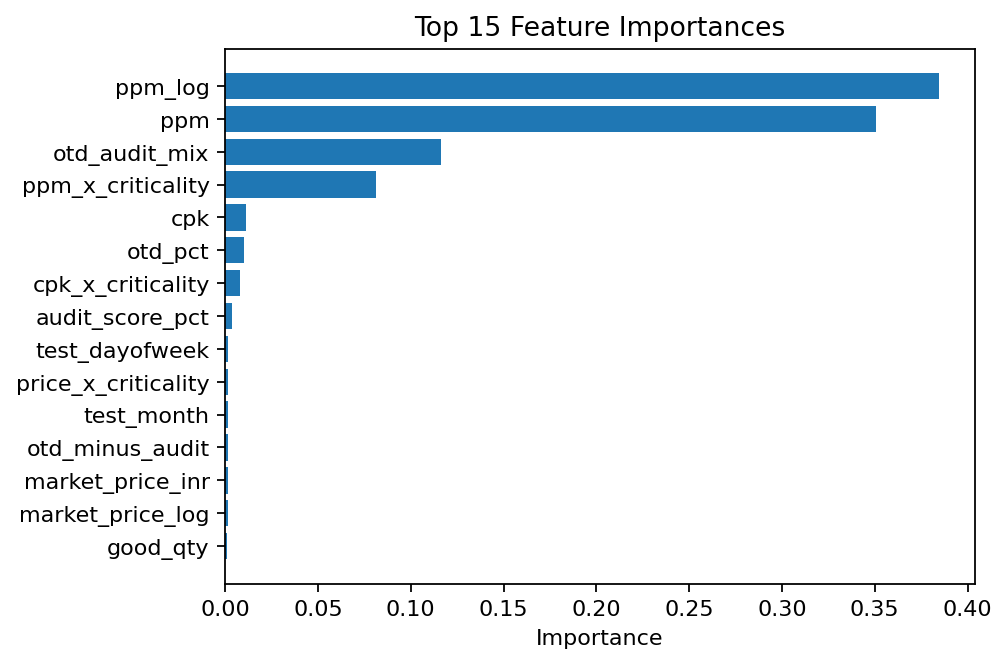 Top 15 Feature Importances
ppm_log
ppm
otd_audit_mix
ppm_x_criticality
cpk
otd_pct
cpk_x_criticality
audit_score_pct
test_dayofweek
price_x_criticality
test_month
otd_minus_audit
market_price_inr
market_price_log
good_qty
0.00 0.05 0.10 0.15 0.20 0.25 0.30 0.35 0.40
Importance